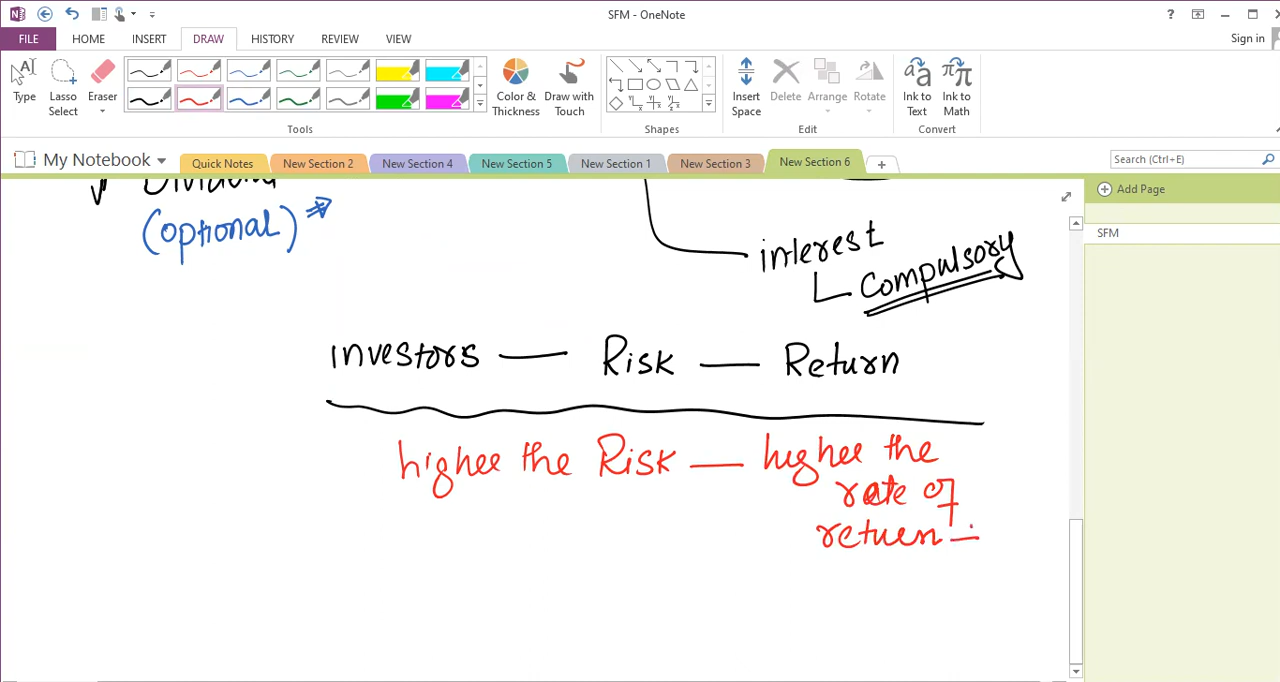 SFM - OneNote
Sign in
FILE HOME INSERT DRAW HISTORY REVIEW VIEW
Type Lasso Select Eraser Color & Thickness Draw with Touch Insert Space Delete Arrange Rotate Ink to Text Ink to Math
Tools Shapes Edit Convert
My Notebook Quick Notes New Section 2 New Section 4 New Section 5 New Section 1 New Section 3 New Section 6 Search (Ctrl+E)
Add Page
SFM
Dividend
(optional)
interest
Compulsory
investors — Risk — Return
higher the Risk — higher the
rate of
return